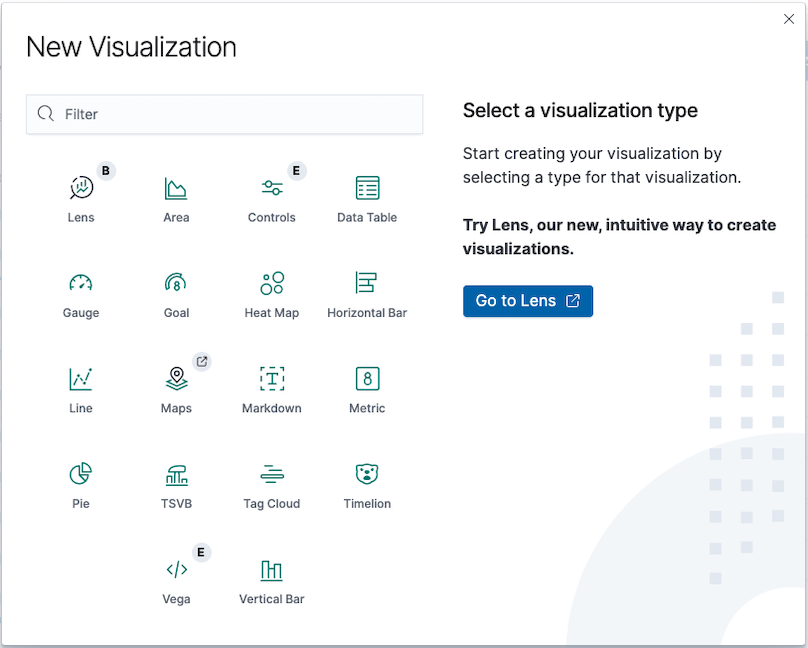 New Visualization
Filter
B
E
Lens
Area
Controls
Data Table
8
Gauge
Goal
Heat Map
Horizontal Bar
T
8
Line
Maps
Markdown
Metric
Pie
TSVB
Tag Cloud
Timelion
E
Vega
Vertical Bar
Select a visualization type
Start creating your visualization by
selecting a type for that visualization.
Try Lens, our new, intuitive way to create
visualizations.
Go to Lens